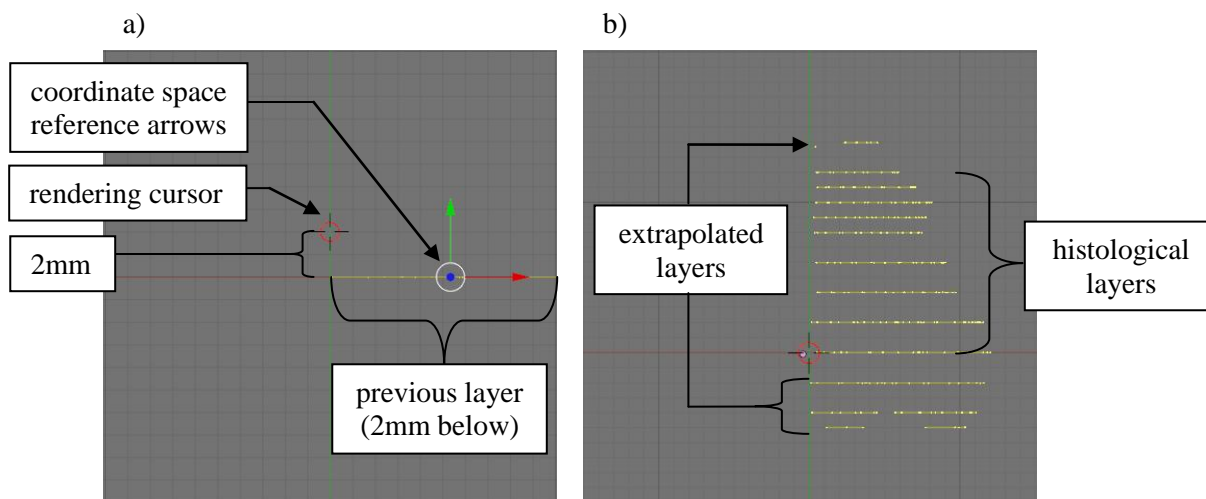 a)
b)
coordinate space
reference arrows
rendering cursor
2mm
previous layer
(2mm below)
extrapolated
layers
histological
layers